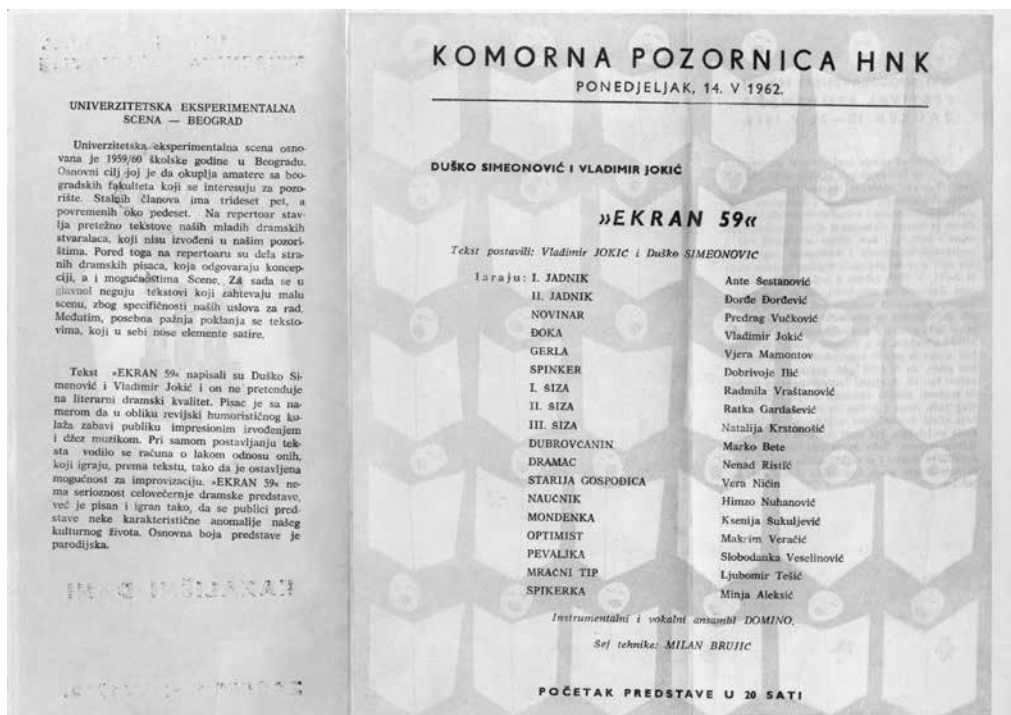 UNIVERZITETSKA EKSPERIMENTALNA
SCENA — BEOGRAD
Univerzitetska eksperimentalna scena osno-
vana je 1959/60 školske godine u Beogradu.
Osnovni cilj joj je da okuplja amatere sa beo-
gradskih fakulteta koji se interesuju za pozo-
rište. Stalnih članova ima trideset pet, a
povremenih oko pedeset. Na repertoar stav-
lja pretežno tekstove naših mladih dramskih
stvaralaca, koji nisu izvođeni u našim pozori-
štima. Pored toga na repertoaru su dela stra-
nih dramskih pisaca, koja odgovaraju koncep-
ciji, a i mogućnostima Scene. Za sada se u
glavnol neguju tekstovi koji zahtevaju malu
scenu, zbog specifičnosti naših uslova za rad.
Međutim, posebna pažnja poklanja se teksto-
vima, koji u sebi nose elemente satire.
Tekst »EKRAN 59« napisali su Duško Si-
menović i Vladimir Jokić i on ne pretenduje
na literarni dramski kvalitet. Pisac je sa na-
merom da u obliku revijski humorističnog ko-
laža zabavi publiku impresionim izvođenjem
i džez muzikom. Pri samom postavljanju tek-
sta vodilo se računa o lakom odnosu onih,
koji igraju, prema tekstu, tako da je ostavljena
mogućnost za improvizaciju. »EKRAN 59« ne-
ma serioznost celovečernje dramske predstave,
već je pisan i igran tako, da se publici pred-
stave neke karakteristične anomalije našeg
kulturnog života. Osnovna boja predstave je
parodijska.
KOMORNA POZORNICA HNK
PONEDJELJAK, 14. V 1962.
DUŠKO SIMEONOVIĆ I VLADIMIR JOKIĆ
»EKRAN 59«
Tekst postavili: Vladimir JOKIC i Duško SIMEONOVIC
Iaraju: I. JADNIK Ante Šestanović
II. JADNIK Đorđe Đorđević
NOVINAR Predrag Vučković
ĐOKA Vladimir Jokić
GERLA Vjera Mamontov
SPINKER Dobrivoje Ilić
I. SIZA Radmila Vraštanović
II. SIZA Ratka Gardašević
III. SIZA Natalija Krstonošić
DUBROVCANIN Marko Bete
DRAMAC Nenad Ristić
STARIJA GOSPOĐICA Vera Ničin
NAUCNIK Himzo Nuhanović
MONDENKA Ksenija Šukuljević
OPTIMIST Makrim Veračić
PEVALJKA Slobodanka Veselinović
MRACNI TIP Ljubomir Tešić
SPIKERKA Minja Aleksić
Instrumentalni i vokalni ansambl DOMINO.
Šef tehnike: MILAN BRUJIC
POČETAK PREDSTAVE U 20 SATI